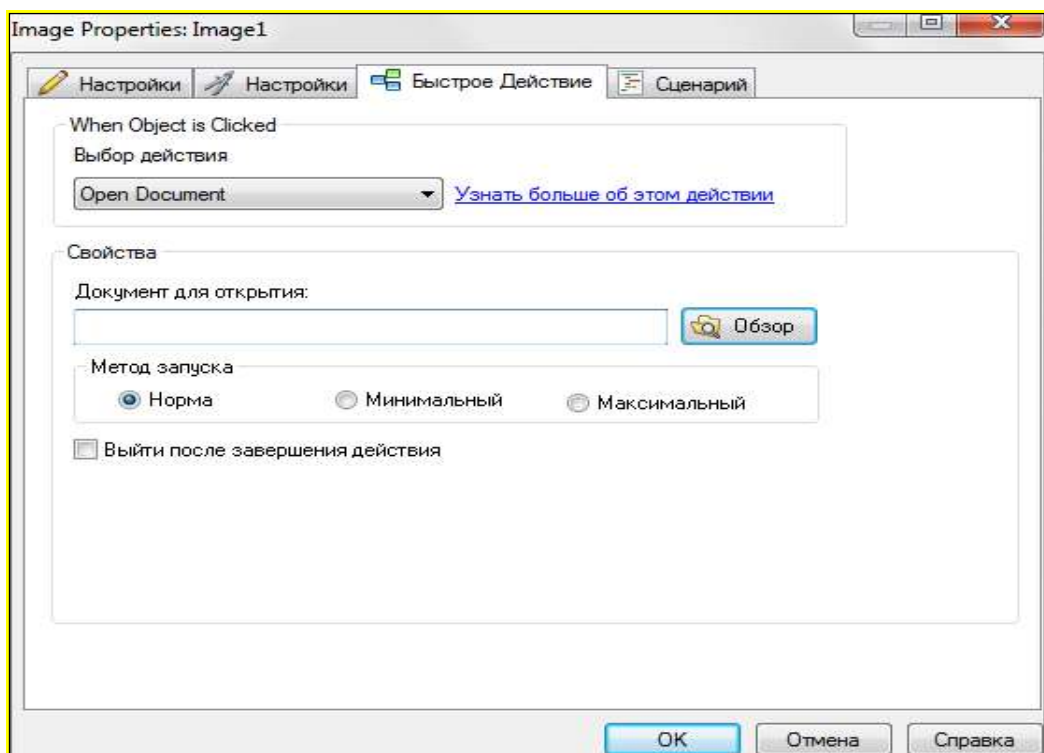 Image Properties: Image1
Настройки Настройки Быстрое Действие Сценарий
When Object is Clicked
Выбор действия
Open Document Узнать больше об этом действии
Свойства
Документ для открытия:
Обзор
Метод запуска
Норма Минимальный Максимальный
Выйти после завершения действия
OK Отмена Справка